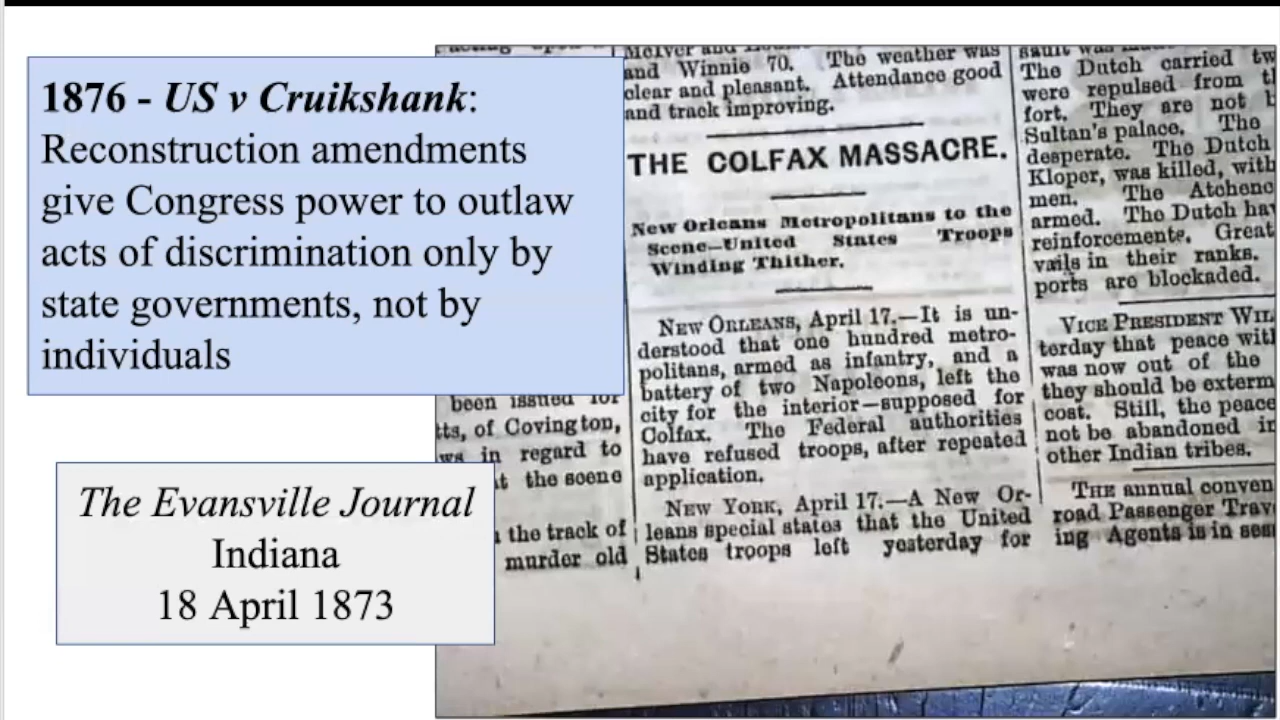 1876 - US v Cruikshank:
Reconstruction amendments
give Congress power to outlaw
acts of discrimination only by
state governments, not by
individuals
The Evansville Journal
Indiana
18 April 1873
been issued for
tts, of Covington,
in regard to
the scene
the track of
murder old
McIver and
and Winnie 70. The weather was
clear and pleasant. Attendance good
and track improving.
THE COLFAX MASSACRE.
New Orleans Metropolitans to the
Scene—United States Troops
Winding Thither.
NEW ORLEANS, April 17.—It is un-
derstood that one hundred metro-
politans, armed as infantry, and a
battery of two Napoleons, left the
city for the interior—supposed for
Colfax. The Federal authorities
have refused troops, after repeated
application.
NEW YORK, April 17.—A New Or-
leans special states that the United
States troops left yesterday for
sault was
The Dutch carried tw
were repulsed from t
fort. They are not b
Sultan's palace. The
desperate. The Dutch
Kloper, was killed, with
men. The
armed. The Dutch ha
reinforcements. Great
vails in their ranks.
ports are blockaded.
VICE PRESIDENT WIL
terday that peace with
was now out of the
they should be exterm
cost. Still, the peace
not be abandoned in
other Indian tribes.
THE annual conven
road Passenger Trav
ing Agents is in ses